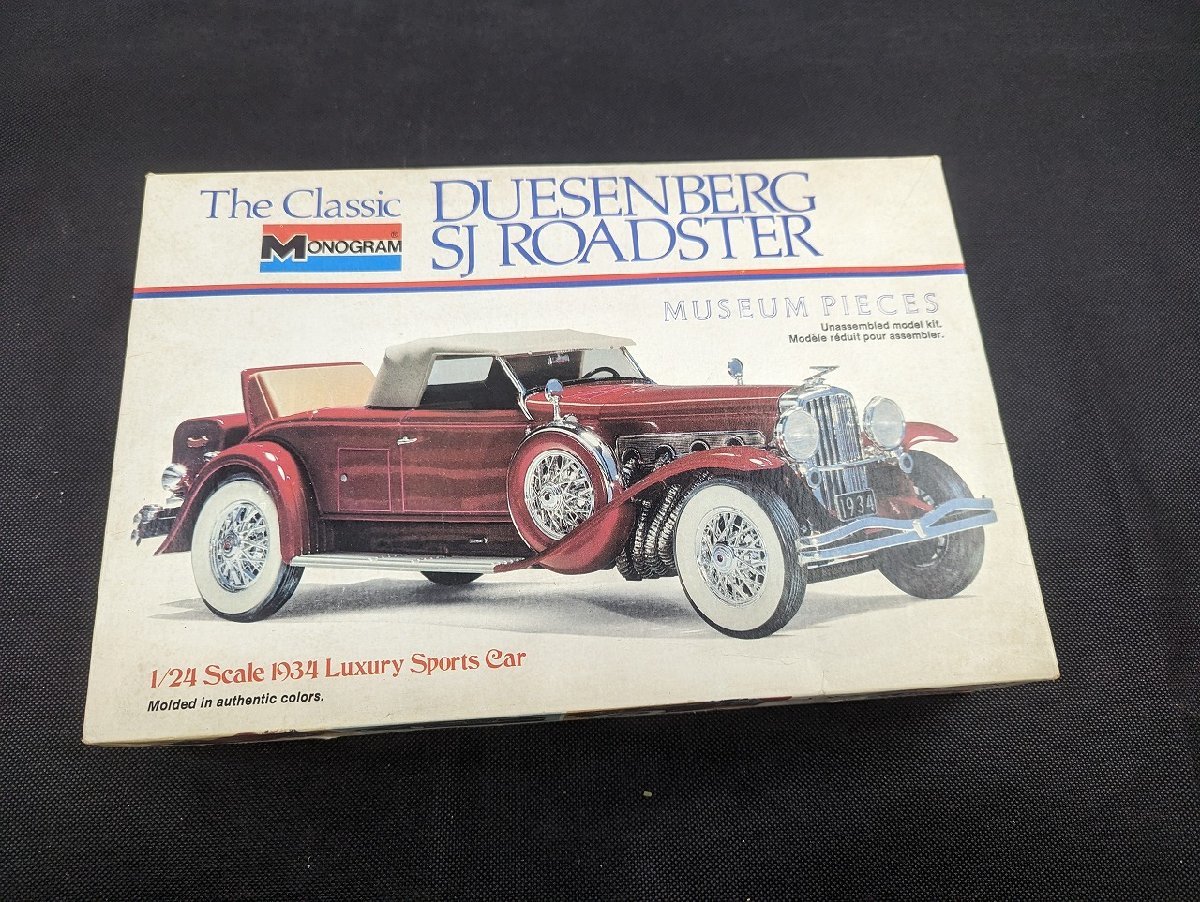 The Classic
MONOGRAM®
DUESENBERG
SJ ROADSTER
MUSEUM PIECES
Unassembled model kit.
Modèle réduit pour assembler.
1934
1/24 Scale 1934 Luxury Sports Car
Molded in authentic colors.